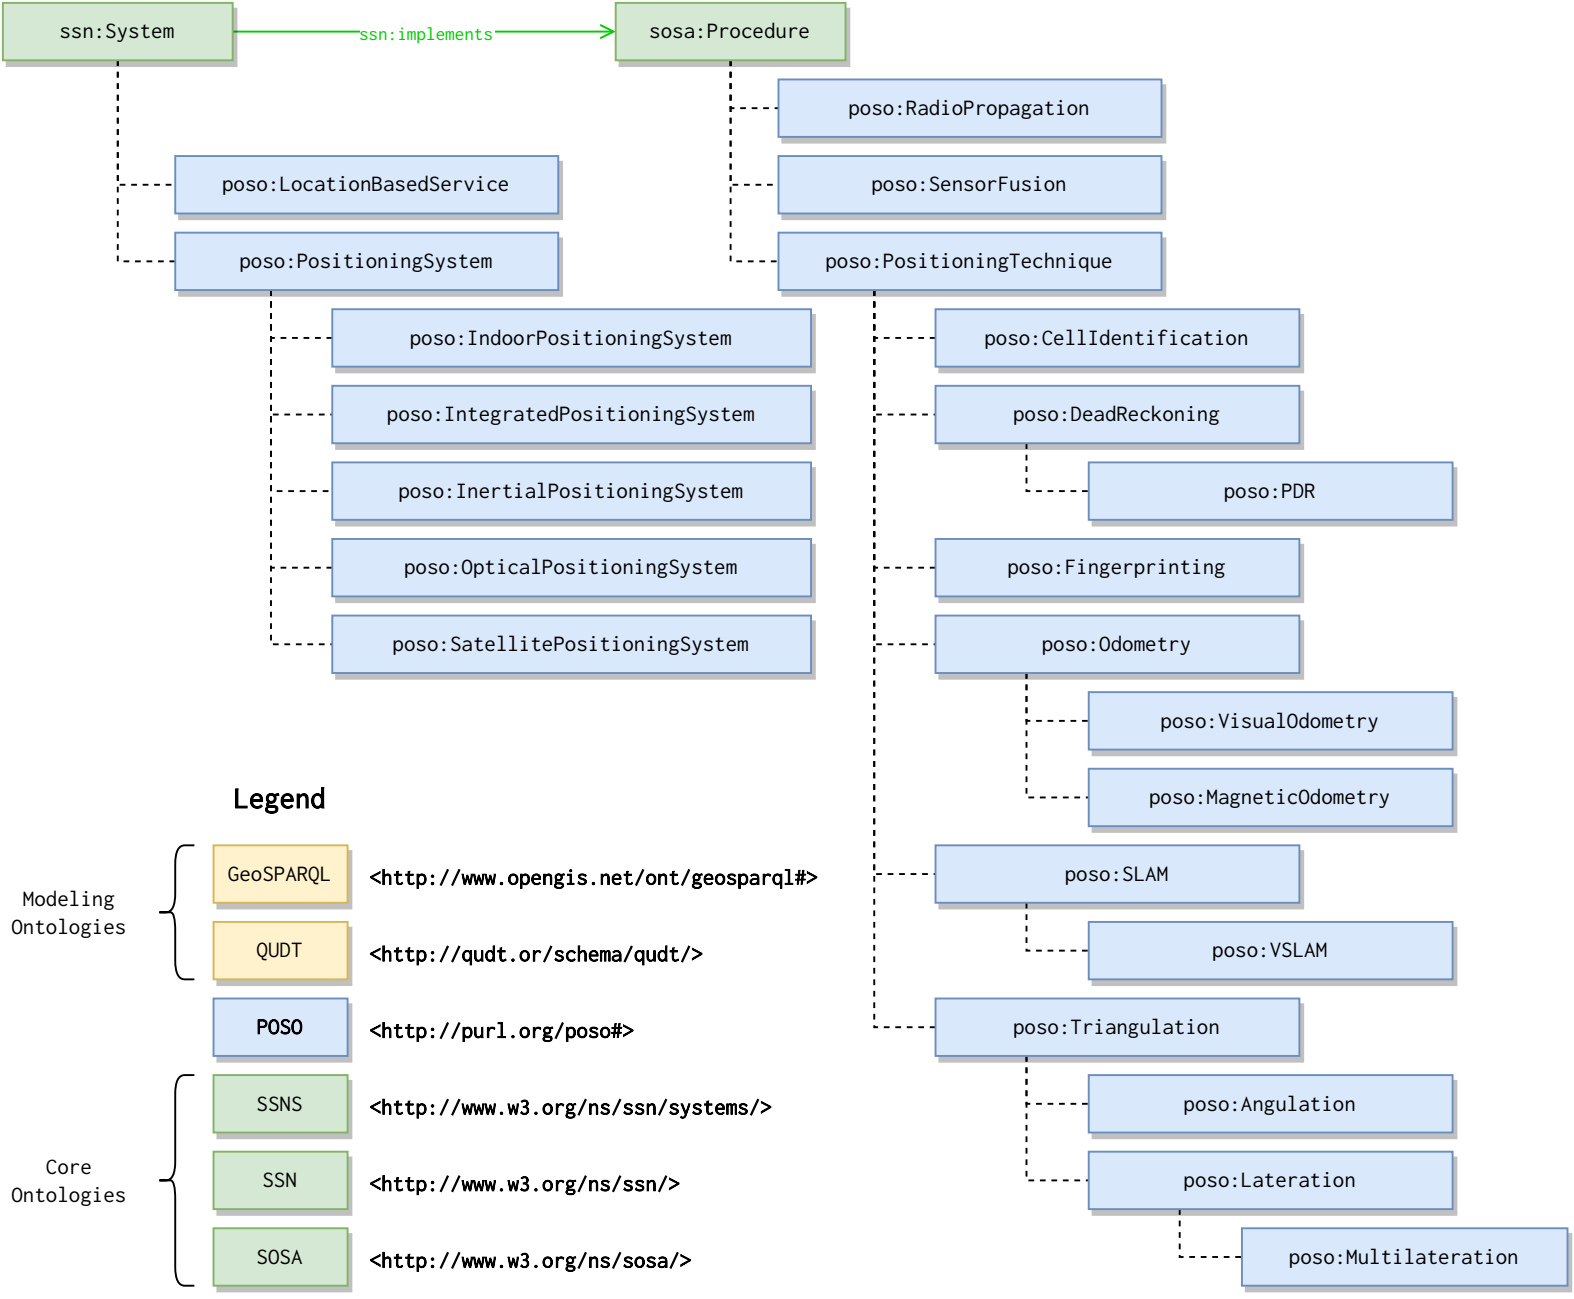 ssn:System
ssn:implements
sosa:Procedure
poso:RadioPropagation
poso:LocationBasedService
poso:SensorFusion
poso:PositioningSystem
poso:PositioningTechnique
poso:IndoorPositioningSystem
poso:CellIdentification
poso:IntegratedPositioningSystem
poso:DeadReckoning
poso:InertialPositioningSystem
poso:PDR
poso:OpticalPositioningSystem
poso:Fingerprinting
poso:SatellitePositioningSystem
poso:Odometry
poso:VisualOdometry
poso:MagneticOdometry
poso:SLAM
poso:VSLAM
poso:Triangulation
poso:Angulation
poso:Lateration
poso:Multilateration
Legend
Modeling
Ontologies
GeoSPARQL
<http://www.opengis.net/ont/geosparql#>
QUDT
<http://qudt.or/schema/qudt/>
POSO
<http://purl.org/poso#>
Core
Ontologies
SSNS
<http://www.w3.org/ns/ssn/systems/>
SSN
<http://www.w3.org/ns/ssn/>
SOSA
<http://www.w3.org/ns/sosa/>